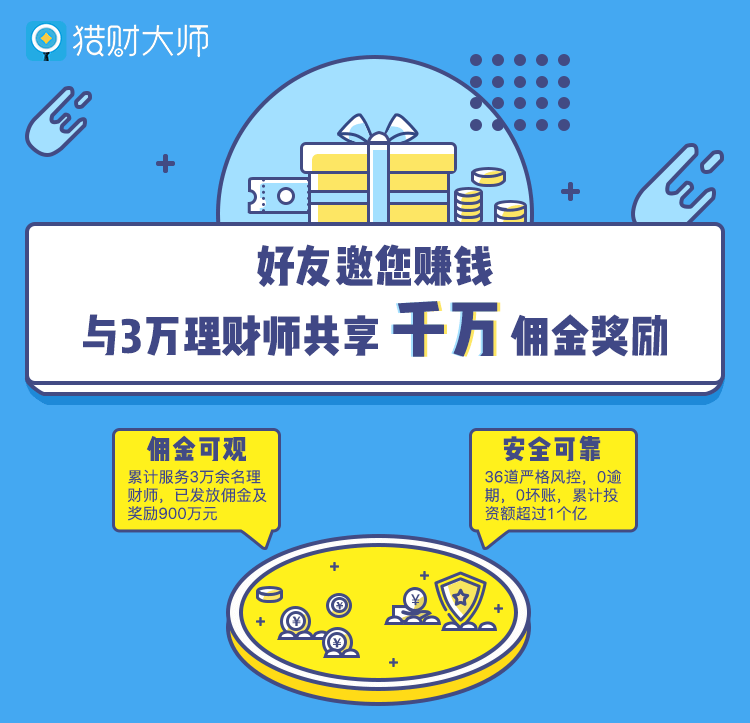 猎财大师
好友邀您赚钱
与3万理财师共享千万佣金奖励
佣金可观
累计服务3万余名理
财师，已发放佣金及
奖励900万元
安全可靠
36道严格风控，0逾
期，0坏账，累计投
资额超过1个亿
¥
¥
¥
¥